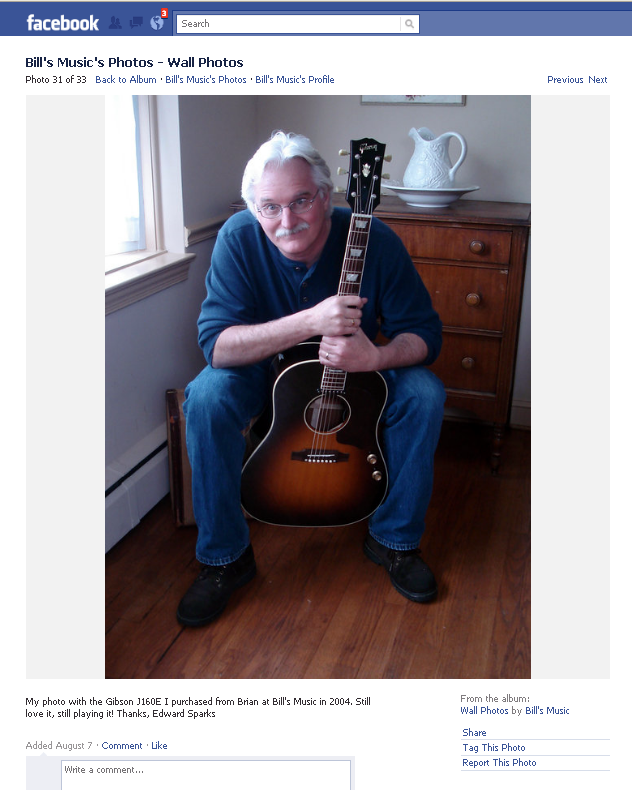 facebook
3
Search
Bill's Music's Photos - Wall Photos
Photo 31 of 33 Back to Album · Bill's Music's Photos · Bill's Music's Profile
Previous Next
Gibson
My photo with the Gibson J160E I purchased from Brian at Bill's Music in 2004. Still
love it, still playing it! Thanks, Edward Sparks
From the album:
Wall Photos by Bill's Music
Added August 7 · Comment · Like
Share
Tag This Photo
Report This Photo
Write a comment...